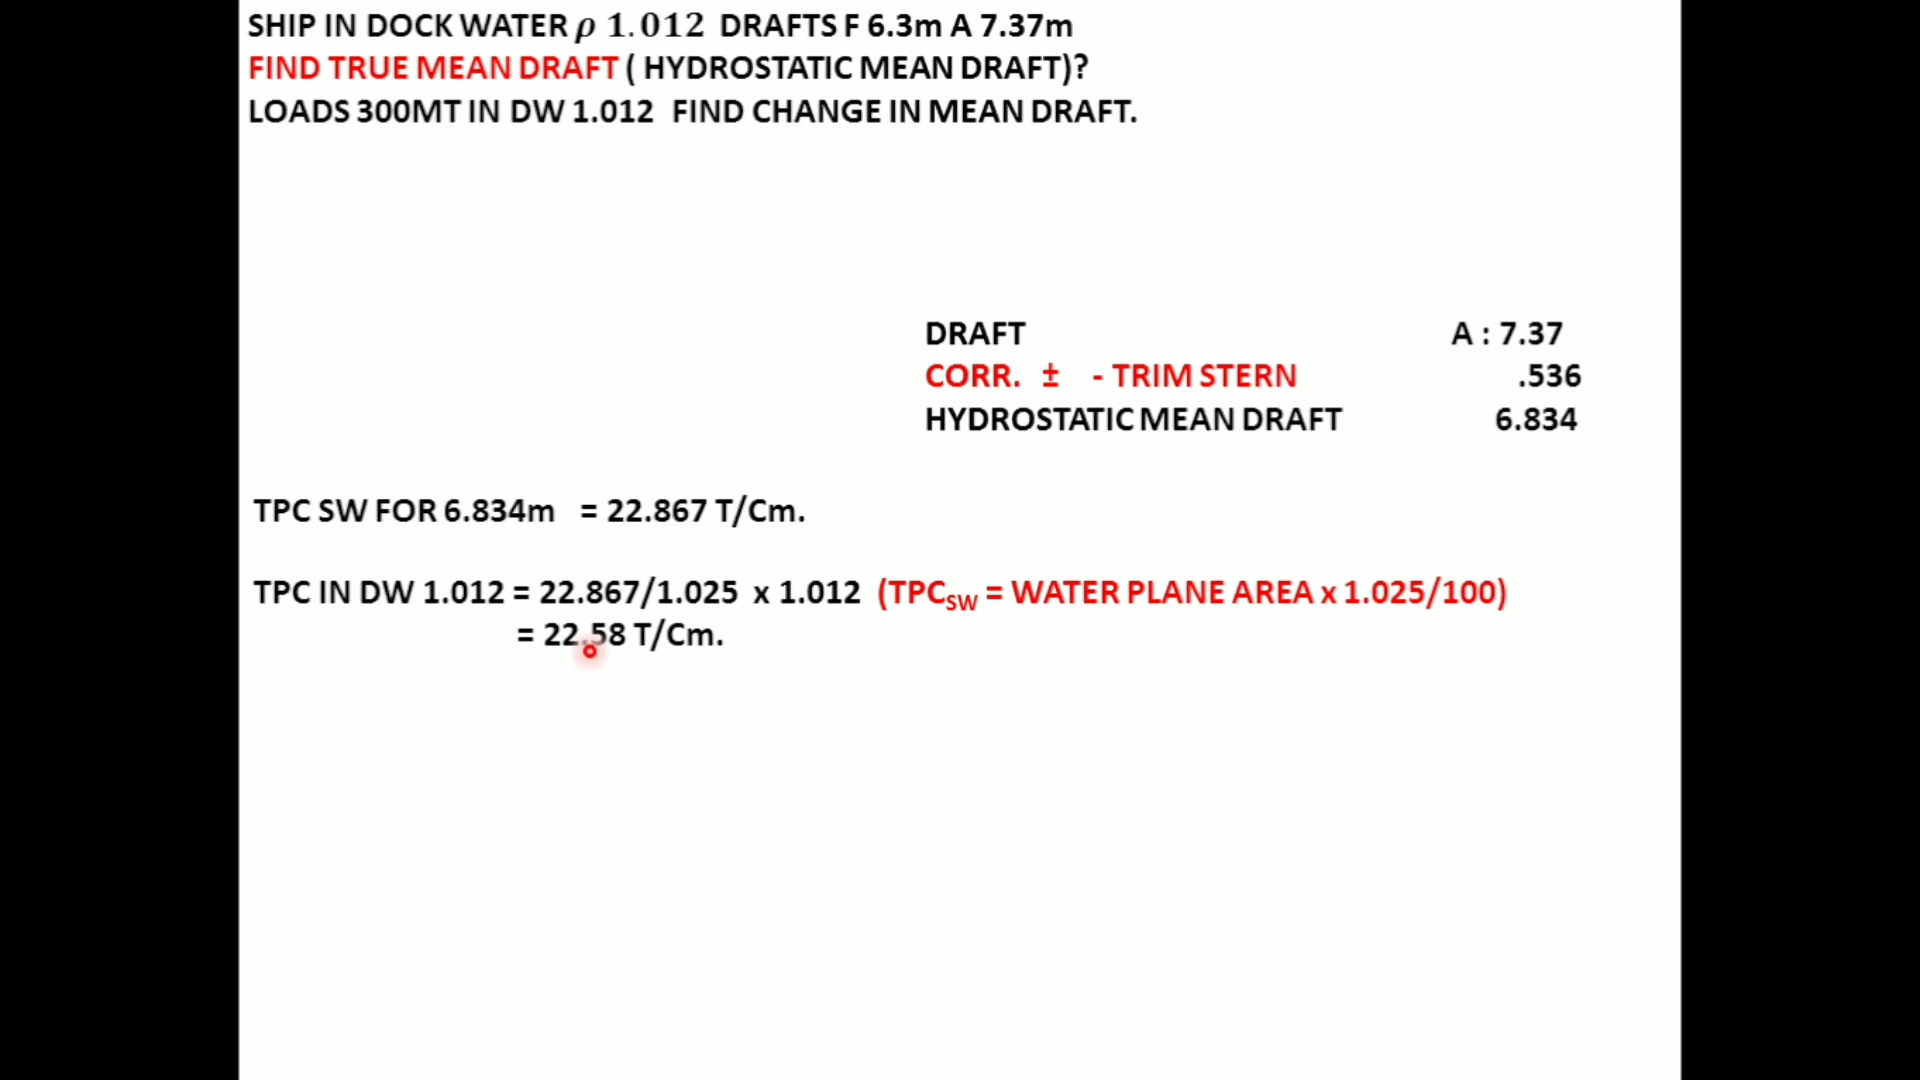 SHIP IN DOCK WATER ρ 1.012 DRAFTS F 6.3m A 7.37m
FIND TRUE MEAN DRAFT ( HYDROSTATIC MEAN DRAFT)?
LOADS 300MT IN DW 1.012 FIND CHANGE IN MEAN DRAFT.
DRAFT A : 7.37
CORR. ± - TRIM STERN .536
HYDROSTATIC MEAN DRAFT 6.834
TPC SW FOR 6.834m = 22.867 T/Cm.
TPC IN DW 1.012 = 22.867/1.025 x 1.012 (TPCSW = WATER PLANE AREA x 1.025/100)
= 22.58 T/Cm.